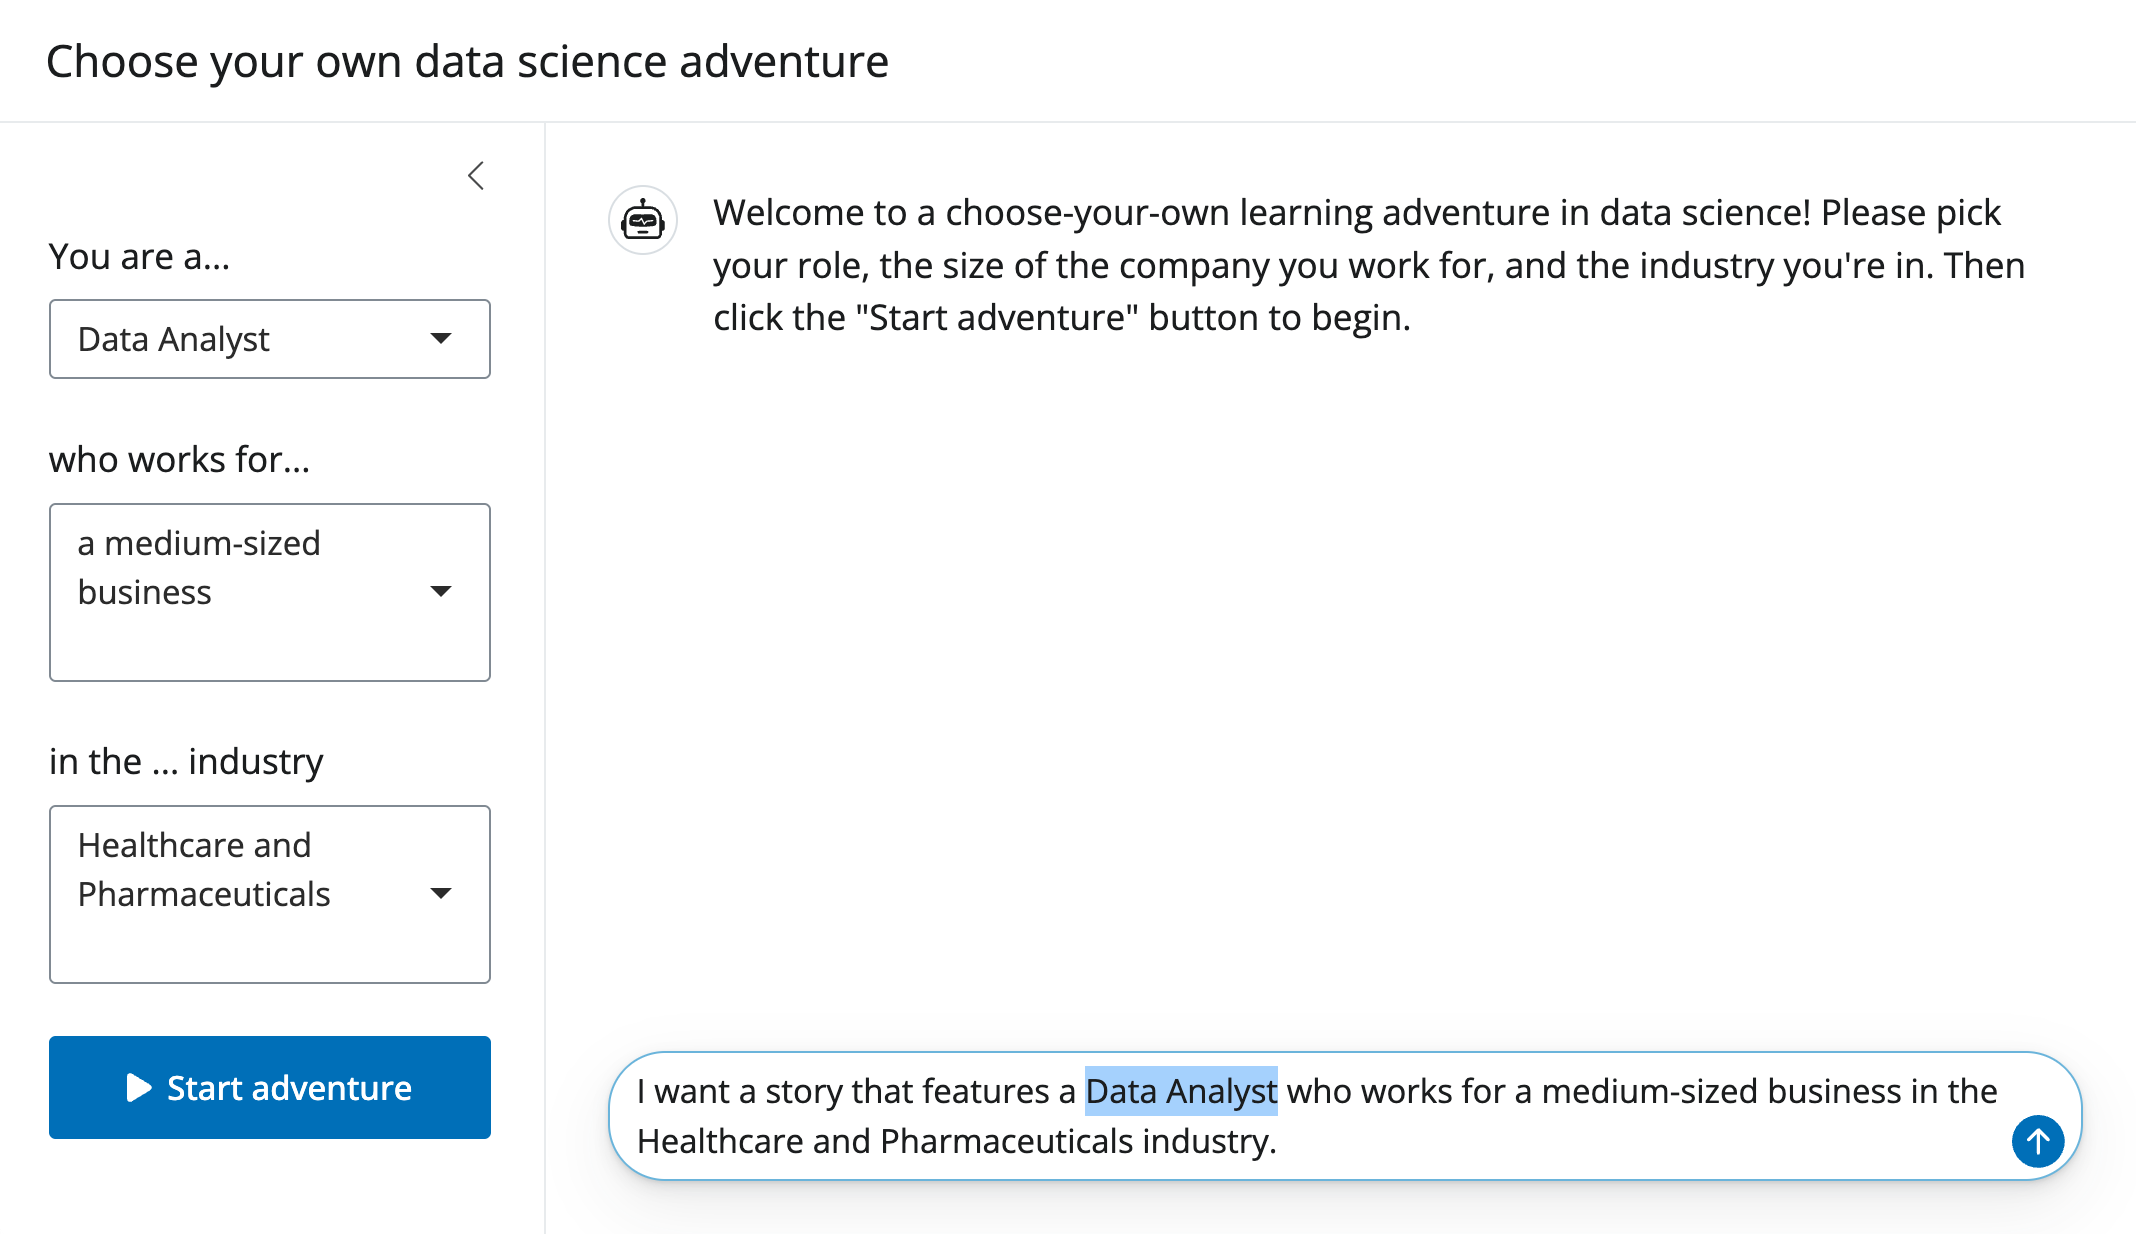 Choose your own data science adventure
You are a...
Data Analyst
who works for...
a medium-sized
business
in the ... industry
Healthcare and
Pharmaceuticals
Start adventure
Welcome to a choose-your-own learning adventure in data science! Please pick
your role, the size of the company you work for, and the industry you're in. Then
click the "Start adventure" button to begin.
I want a story that features a Data Analyst who works for a medium-sized business in the
Healthcare and Pharmaceuticals industry.